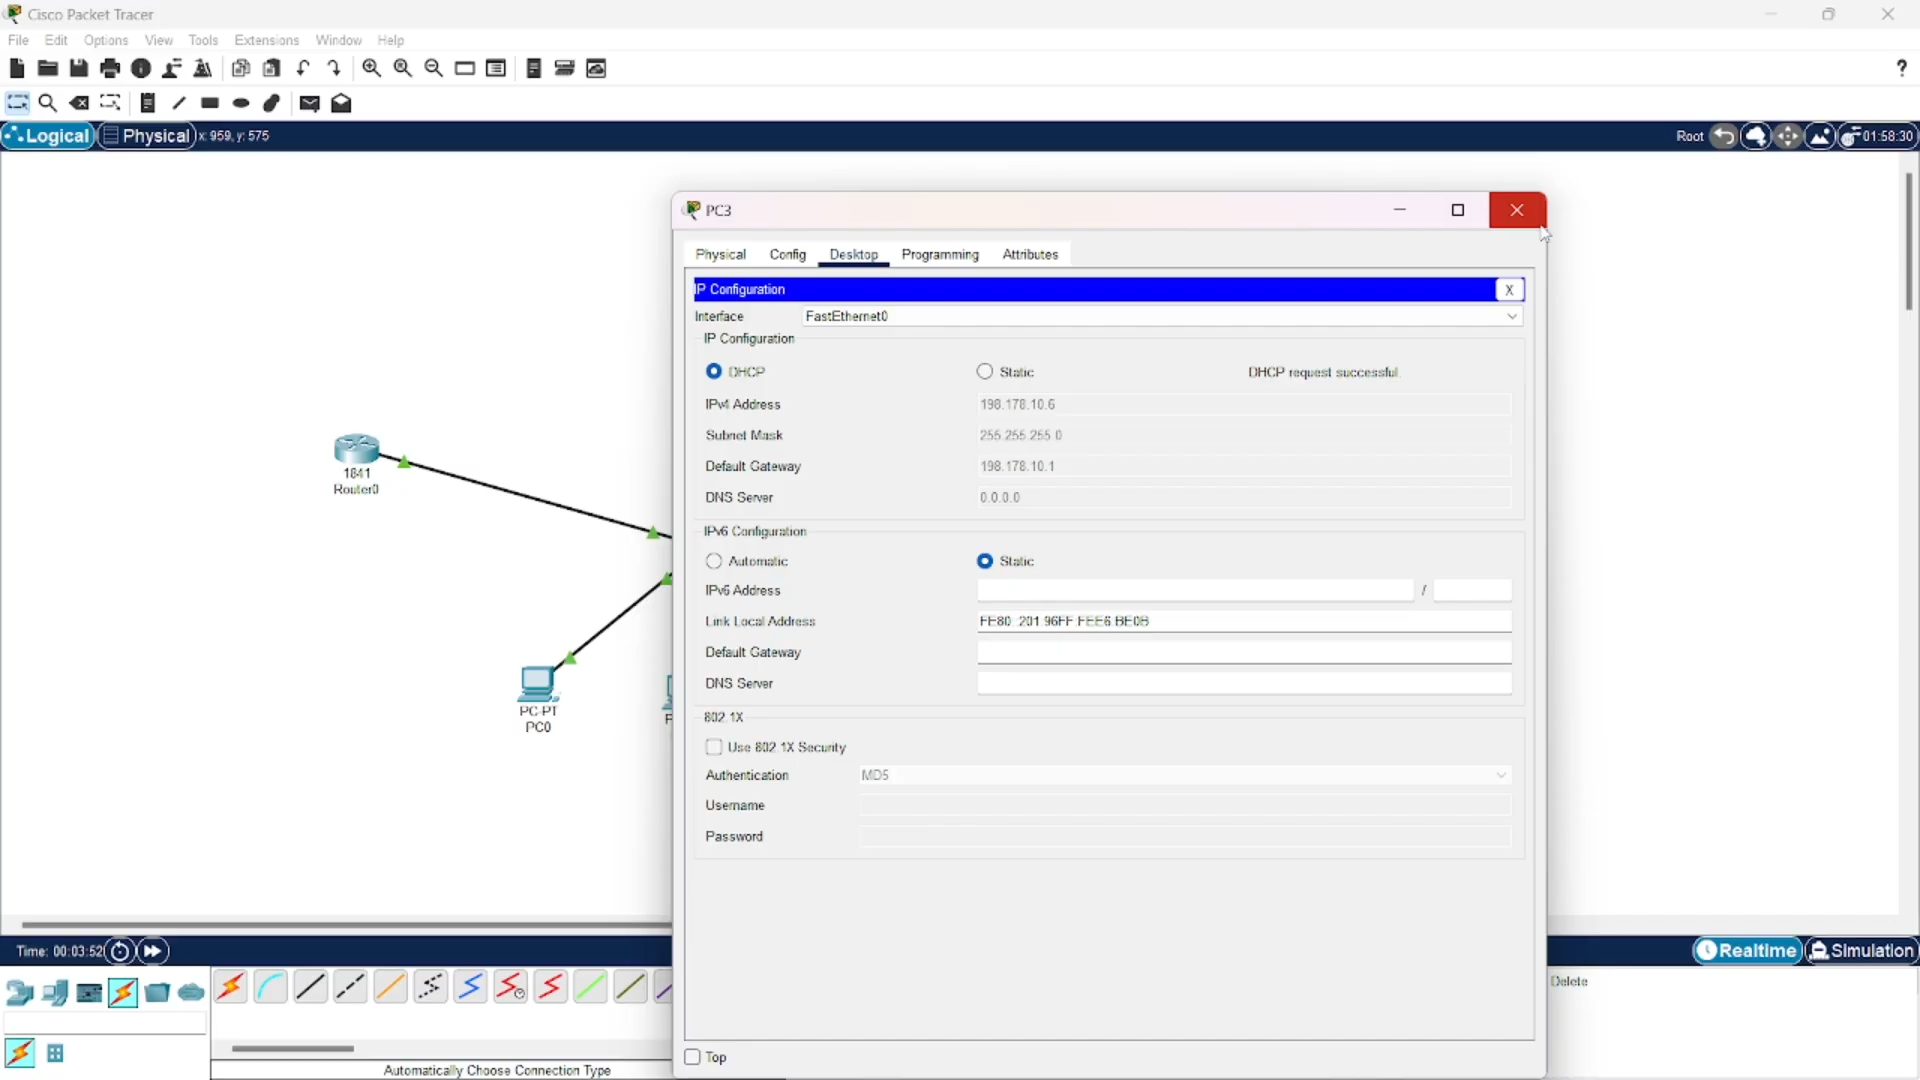 Cisco Packet Tracer
File Edit Options View Tools Extensions Window Help
?
Logical Physical x: 959, y: 575 Root 01:58:30
PC3
Physical Config Desktop Programming Attributes
IP Configuration X
Interface FastEthernet0
IP Configuration
DHCP Static DHCP request successful.
IPv4 Address 198.178.10.6
Subnet Mask 255.255.255.0
Default Gateway 198.178.10.1
DNS Server 0.0.0.0
IPv6 Configuration
Automatic Static
IPv6 Address /
Link Local Address FE80::201:96FF:FEE6:BE0B
Default Gateway
DNS Server
802.1X
Use 802.1X Security
Authentication MD5
Username
Password
Top
1841
Router0
PC-PT
PC0
P
Time: 00:03:52 Realtime Simulation
Delete
Automatically Choose Connection Type